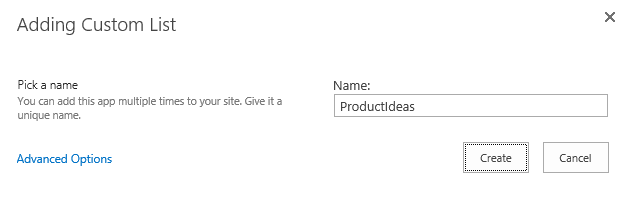 Adding Custom List
Pick a name
You can add this app multiple times to your site. Give it a
unique name.
Name:
ProductIdeas
Advanced Options
Create
Cancel